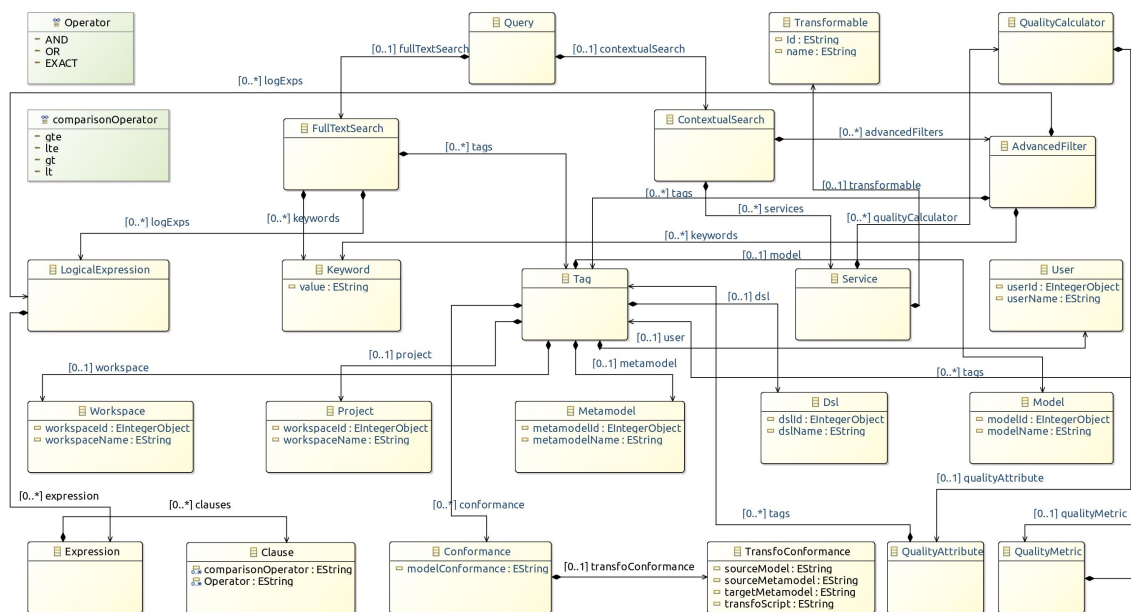 Operator
AND
OR
EXACT
Query
Transformable
Id : EString
name : EString
QualityCalculator
[0..1] fullTextSearch
[0..1] contextualSearch
[0..*] logExps
comparisonOperator
gte
lte
gt
lt
FullTextSearch
[0..*] tags
ContextualSearch
[0..*] advancedFilters
AdvancedFilter
[0..1] transformable
[0..*] tags
[0..*] services
[0..*] qualityCalculator
[0..*] logExps
[0..*] keywords
[0..*] keywords
[0..1] model
LogicalExpression
Keyword
value : EString
Tag
Service
User
userId : EIntegerObject
userName : EString
[0..1] dsl
[0..1] user
[0..1] project
[0..1] workspace
[0..1] metamodel
[0..*] tags
Workspace
workspaceId : EIntegerObject
workspaceName : EString
Project
workspaceId : EIntegerObject
workspaceName : EString
Metamodel
metamodelId : EIntegerObject
metamodelName : EString
Dsl
dslId : EIntegerObject
dslName : EString
Model
modelId : EIntegerObject
modelName : EString
[0..1] qualityAttribute
[0..*] expression
[0..*] clauses
[0..*] conformance
[0..*] tags
[0..1] qualityMetric
Expression
Clause
comparisonOperator : EString
Operator : EString
Conformance
modelConformance : EString
[0..1] transfoConformance
TransfoConformance
sourceModel : EString
sourceMetamodel : EString
targetMetamodel : EString
transfoScript : EString
QualityAttribute
QualityMetric